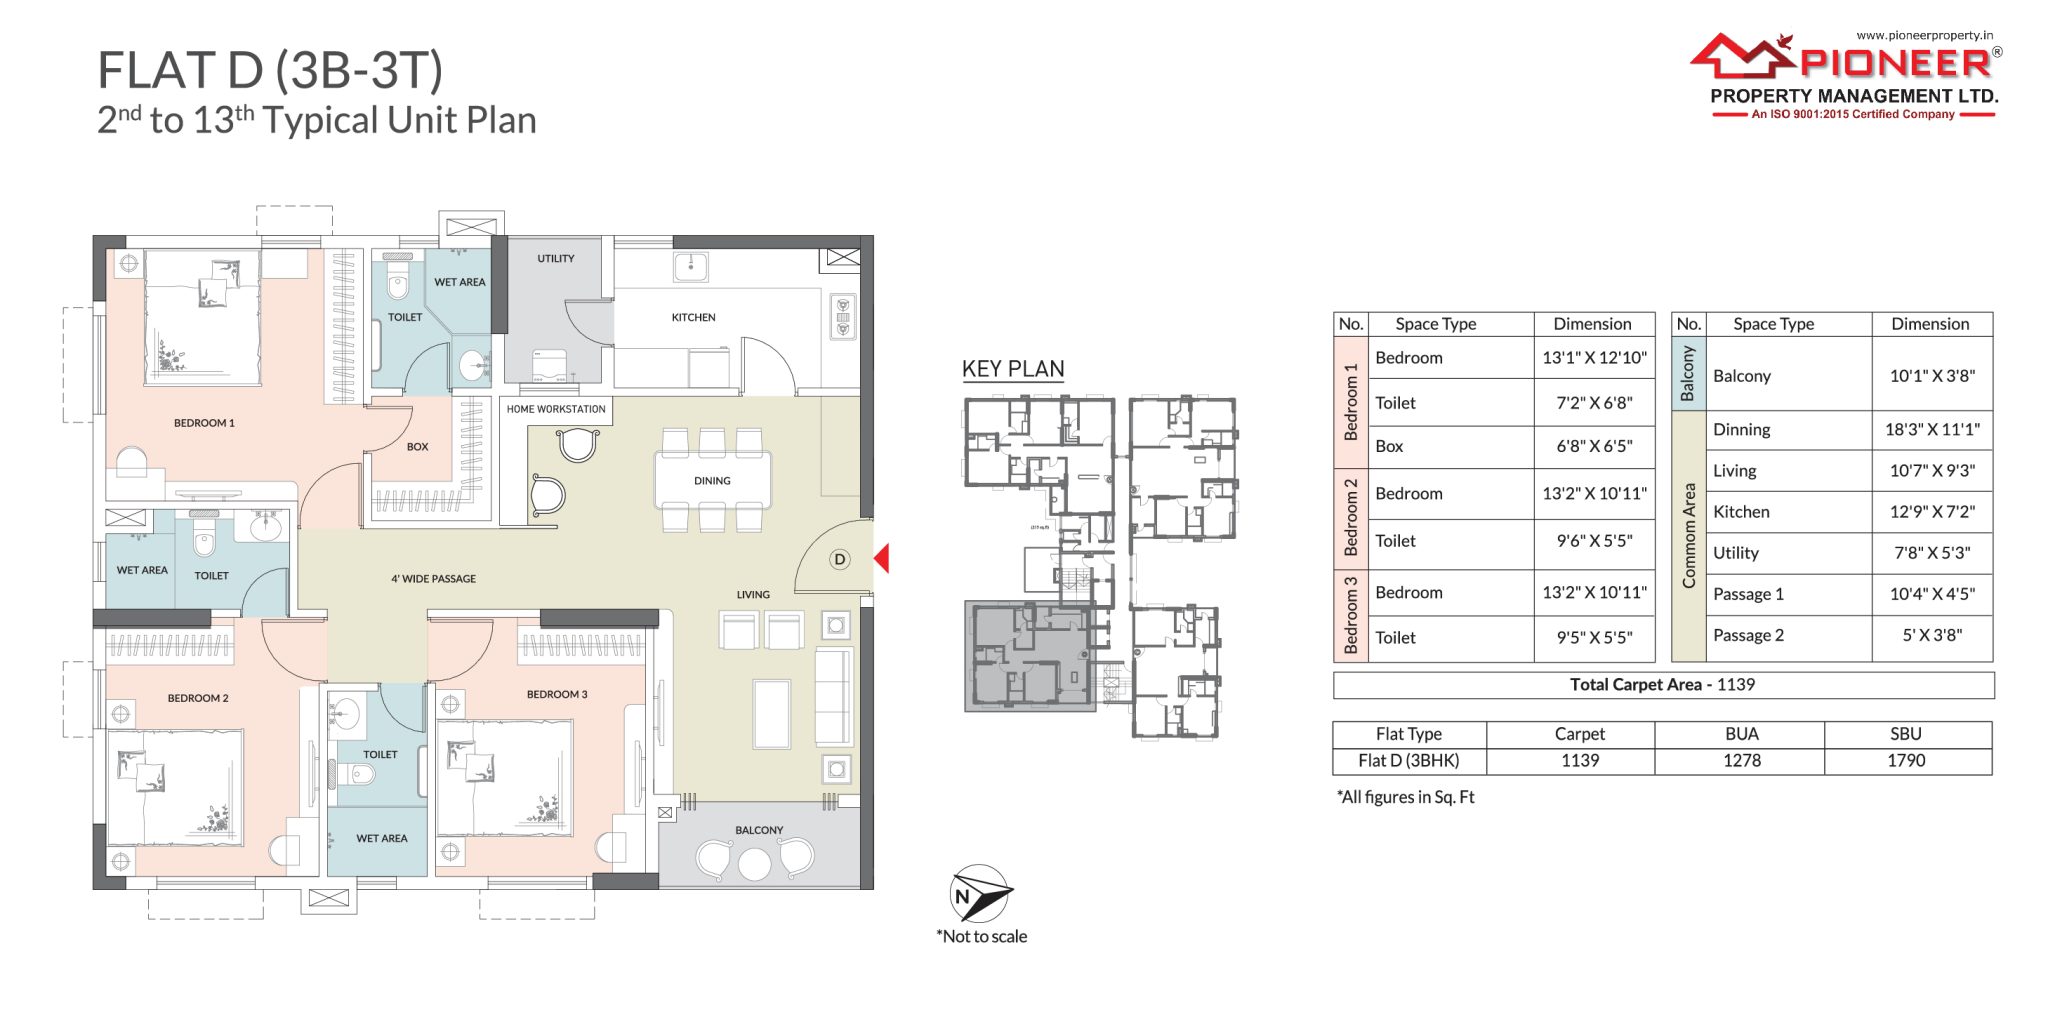 FLAT D (3B-3T)
2nd to 13th Typical Unit Plan
www.pioneerproperty.in
PIONEER®
PROPERTY MANAGEMENT LTD.
An ISO 9001:2015 Certified Company
UTILITY
WET AREA
TOILET
KITCHEN
HOME WORKSTATION
BEDROOM 1
BOX
DINING
WET AREA
TOILET
4' WIDE PASSAGE
D
LIVING
BEDROOM 2
BEDROOM 3
TOILET
WET AREA
BALCONY
KEY PLAN
N
*Not to scale
No. Space Type Dimension
Bedroom 1
Bedroom 13'1" X 12'10"
Toilet 7'2" X 6'8"
Box 6'8" X 6'5"
Bedroom 2
Bedroom 13'2" X 10'11"
Toilet 9'6" X 5'5"
Bedroom 3
Bedroom 13'2" X 10'11"
Toilet 9'5" X 5'5"
No. Space Type Dimension
Balcony
Balcony 10'1" X 3'8"
Commom Area
Dinning 18'3" X 11'1"
Living 10'7" X 9'3"
Kitchen 12'9" X 7'2"
Utility 7'8" X 5'3"
Passage 1 10'4" X 4'5"
Passage 2 5' X 3'8"
Total Carpet Area - 1139
Flat Type Carpet BUA SBU
Flat D (3BHK) 1139 1278 1790
*All figures in Sq. Ft